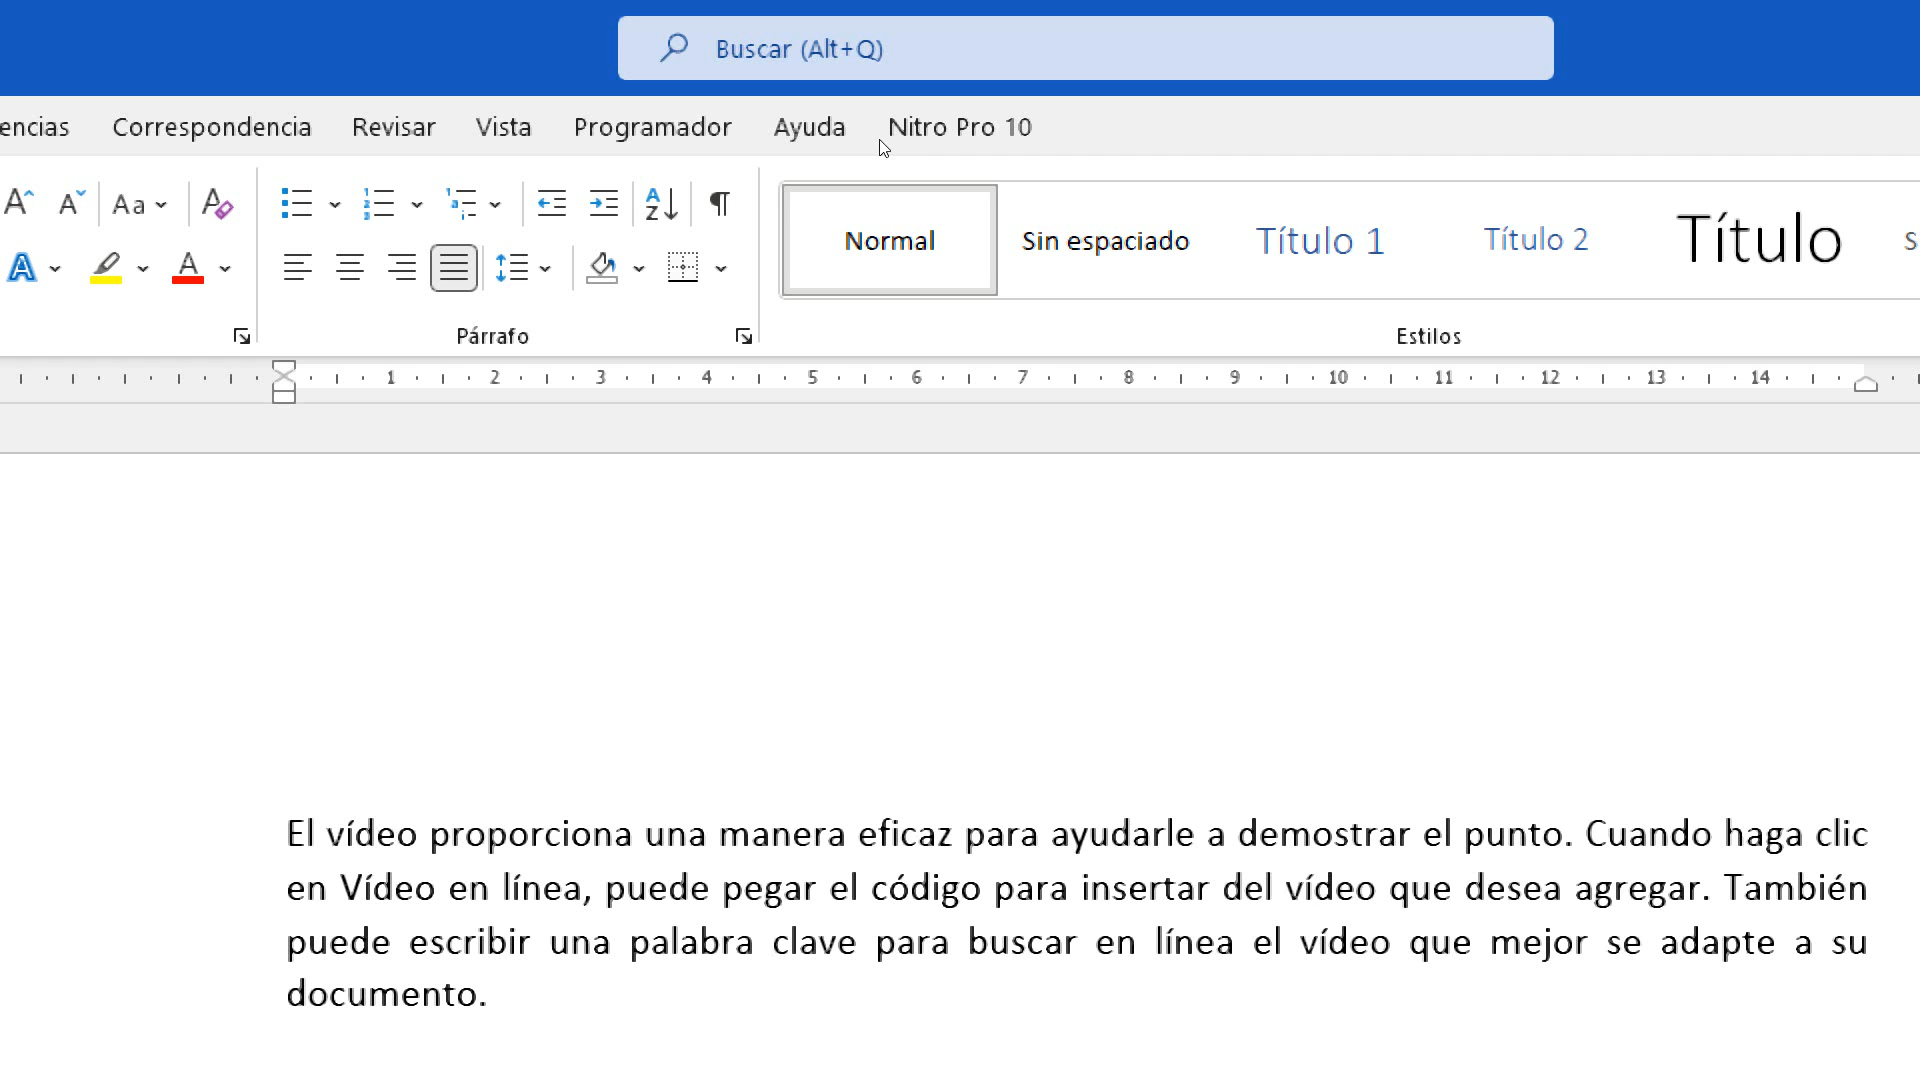 Buscar (Alt+Q)
encias Correspondencia Revisar Vista Programador Ayuda Nitro Pro 10
Aa
Normal Sin espaciado Título 1 Título 2 Título S
Párrafo Estilos
1 2 3 4 5 6 7 8 9 10 11 12 13 14
El vídeo proporciona una manera eficaz para ayudarle a demostrar el punto. Cuando haga clic
en Vídeo en línea, puede pegar el código para insertar del vídeo que desea agregar. También
puede escribir una palabra clave para buscar en línea el vídeo que mejor se adapte a su
documento.